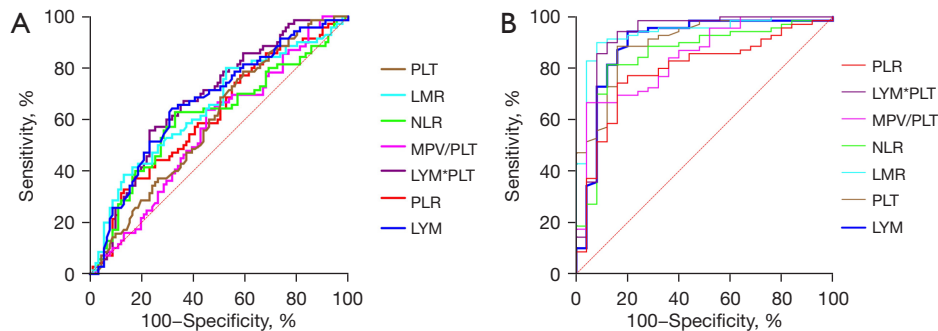 A
Sensitivity, %
100
80
60
40
20
0
0 20 40 60 80 100
100–Specificity, %
PLT
LMR
NLR
MPV/PLT
LYM*PLT
PLR
LYM
B
Sensitivity, %
100
80
60
40
20
0
0 20 40 60 80 100
100–Specificity, %
PLR
LYM*PLT
MPV/PLT
NLR
LMR
PLT
LYM